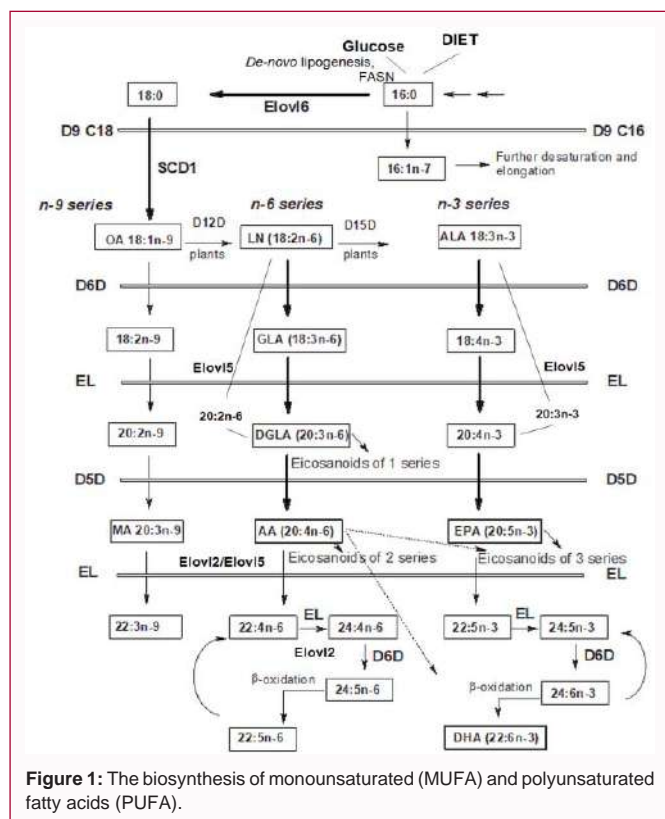 Glucose DIET
De-novo lipogenesis,
FASN
18:0 16:0
Elovl6
D9 C18 D9 C16
SCD1
16:1n-7 Further desaturation and
elongation
n-9 series n-6 series n-3 series
D12D D15D
OA 18:1n-9 LN (18:2n-6) ALA 18:3n-3
plants plants
D6D D6D
18:2n-9 GLA (18:3n-6) 18:4n-3
Elovl5 Elovl5
EL EL
20:2n-6 20:3n-3
20:2n-9 DGLA (20:3n-6) 20:4n-3
Eicosanoids of 1 series
D5D D5D
MA 20:3n-9 AA (20:4n-6) EPA (20:5n-3)
Elovl2/Elovl5 Eicosanoids of 2 series Eicosanoids of 3 series
EL EL
22:3n-9 22:4n-6 EL 24:4n-6 22:5n-3 EL 24:5n-3
Elovl2 D6D D6D
β-oxidation 24:5n-6 β-oxidation 24:6n-3
22:5n-6 DHA (22:6n-3)
Figure 1: The biosynthesis of monounsaturated (MUFA) and polyunsaturated
fatty acids (PUFA).